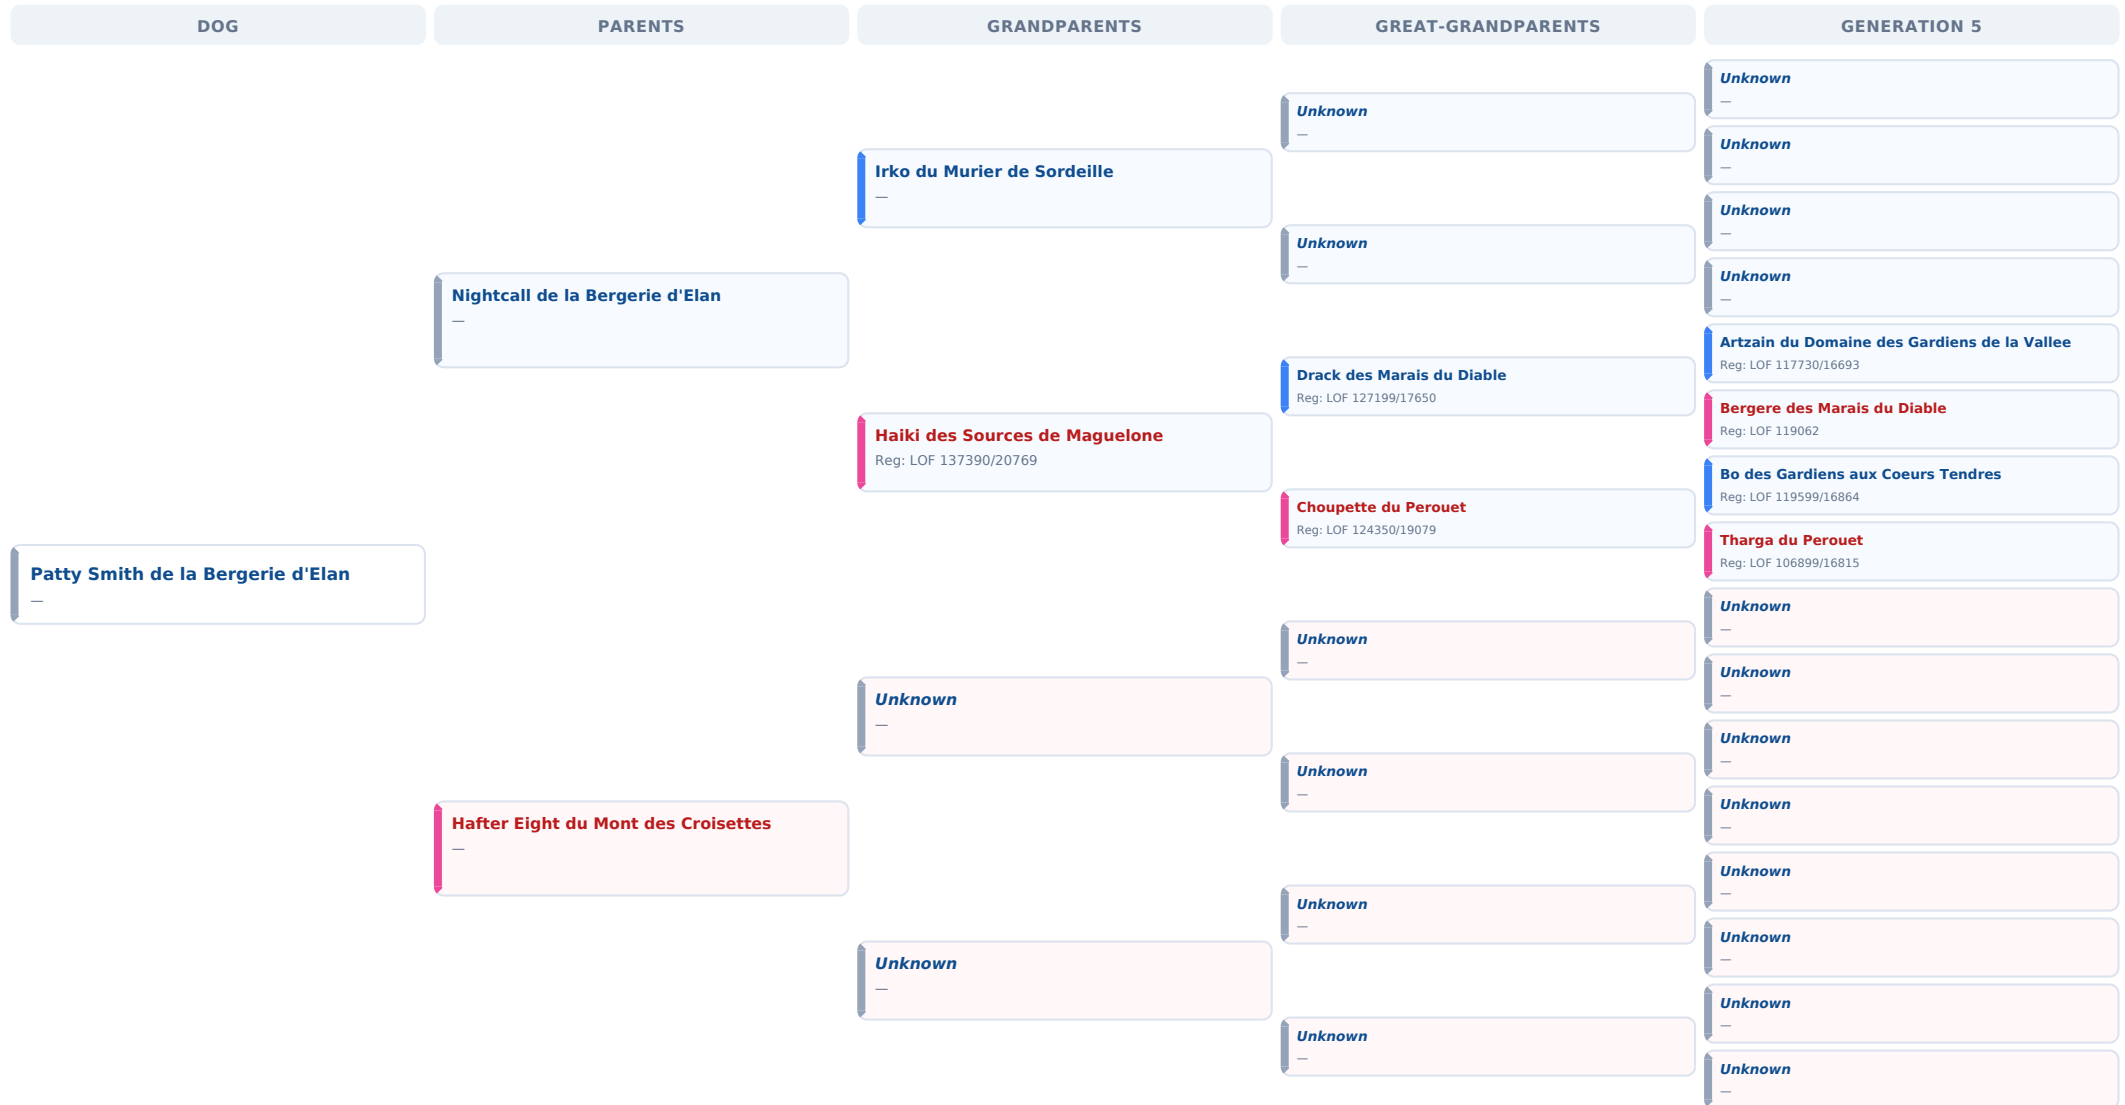 DOG
PARENTS
GRANDPARENTS
GREAT-GRANDPARENTS
GENERATION 5
Patty Smith de la Bergerie d'Elan
—
Nightcall de la Bergerie d'Elan
—
Hafter Eight du Mont des Croisettes
—
Irko du Murier de Sordeille
—
Haiki des Sources de Maguelone
Reg: LOF 137390/20769
Unknown
—
Unknown
—
Unknown
—
Unknown
—
Drack des Marais du Diable
Reg: LOF 127199/17650
Choupette du Perouet
Reg: LOF 124350/19079
Unknown
—
Unknown
—
Unknown
—
Unknown
—
Unknown
—
Unknown
—
Unknown
—
Unknown
—
Artzain du Domaine des Gardiens de la Vallee
Reg: LOF 117730/16693
Bergere des Marais du Diable
Reg: LOF 119062
Bo des Gardiens aux Coeurs Tendres
Reg: LOF 119599/16864
Tharga du Perouet
Reg: LOF 106899/16815
Unknown
—
Unknown
—
Unknown
—
Unknown
—
Unknown
—
Unknown
—
Unknown
—
Unknown
—